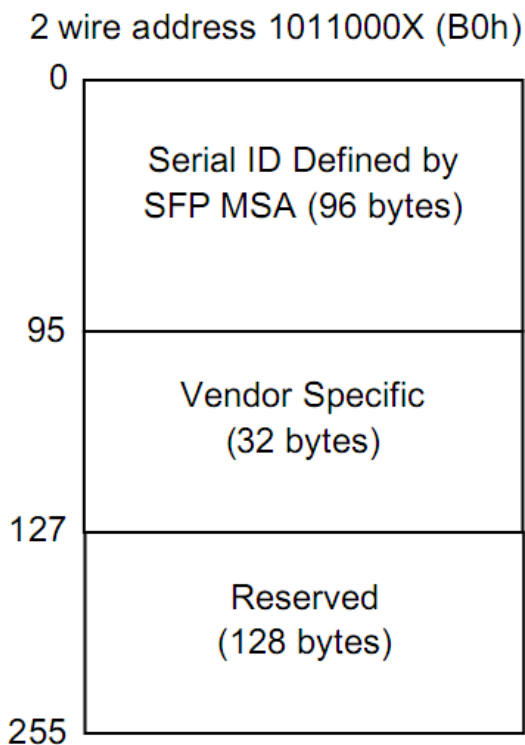 2 wire address 1011000X (B0h)
0
Serial ID Defined by
SFP MSA (96 bytes)
95
Vendor Specific
(32 bytes)
127
Reserved
(128 bytes)
255